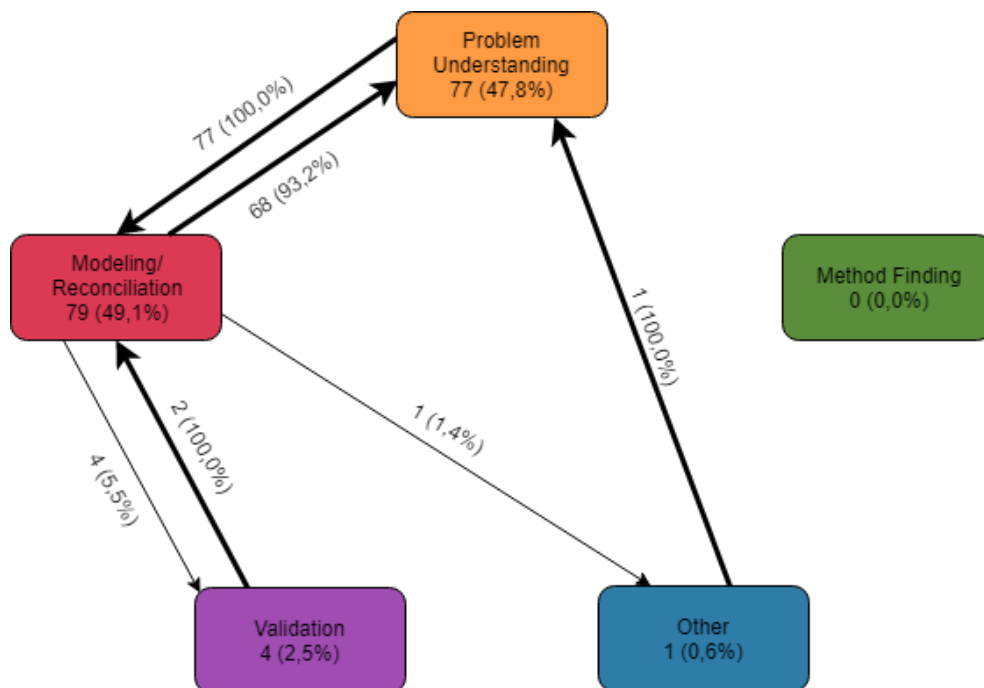 Problem
Understanding
77 (47,8%)
77 (100,0%)
68 (93,2%)
Modeling/
Reconciliation
79 (49,1%)
Method Finding
0 (0,0%)
1 (100,0%)
1 (1,4%)
2 (100,0%)
4 (5,5%)
Validation
4 (2,5%)
Other
1 (0,6%)